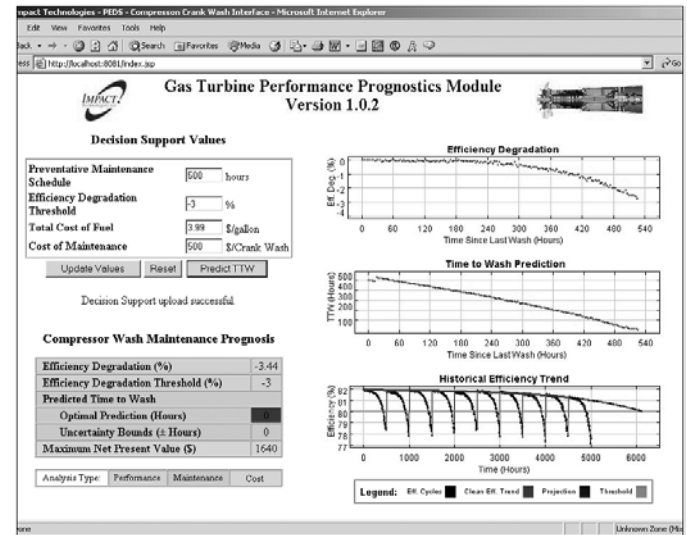 mpact Technologies - PEDS - Compressor Crank Wash Interface - Microsoft Internet Explorer
Edit View Favorites Tools Help
Back Search Favorites Media
ess http://localhost:8081/index.jsp Go
IMPACT
Gas Turbine Performance Prognostics Module
Version 1.0.2
Decision Support Values
Preventative Maintenance Schedule 500 hours
Efficiency Degradation Threshold -3 %
Total Cost of Fuel 3.99 $/gallon
Cost of Maintenance 500 $/Crank Wash
Update Values Reset Predict TTW
Decision Support upload successful.
Compressor Wash Maintenance Prognosis
Efficiency Degradation (%) -3.44
Efficiency Degradation Threshold (%) -3
Predicted Time to Wash
Optimal Prediction (Hours) 0
Uncertainty Bounds (± Hours) 0
Maximum Net Present Value ($) 1640
Analysis Type: Performance Maintenance Cost
Efficiency Degradation
Eff. Deg. (%)
0
-1
-2
-3
-4
0 60 120 180 240 300 360 420 480 540
Time Since Last Wash (Hours)
Time to Wash Prediction
TTW (Hours)
500
400
300
200
100
0 60 120 180 240 300 360 420 480 540
Time Since Last Wash (Hours)
Historical Efficiency Trend
Efficiency (%)
82
81
80
79
78
77
0 1000 2000 3000 4000 5000 6000
Time (Hours)
Legend: Eff. Cycles Clean Eff. Trend Projection Threshold
Unknown Zone (Mix